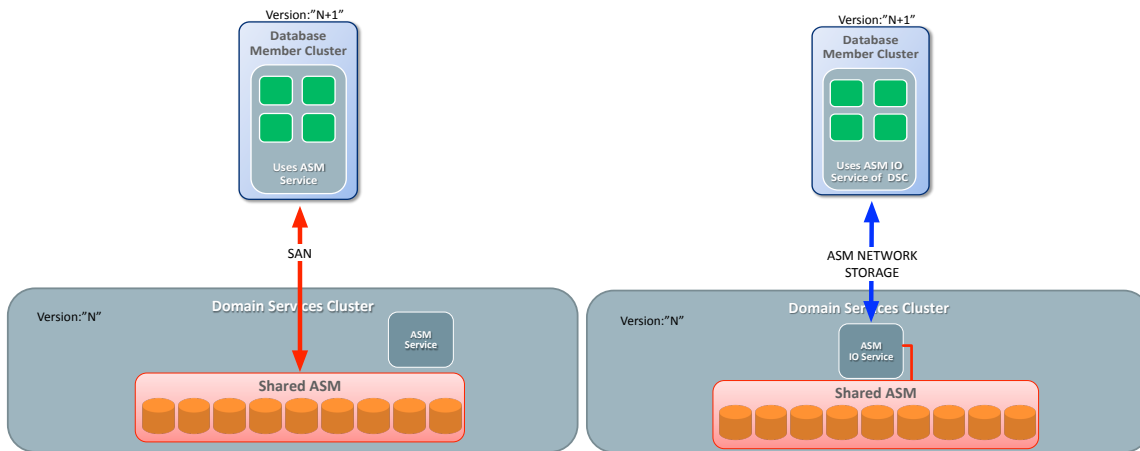 Version:”N+1”
Database
Member Cluster
Uses ASM
Service
SAN
Domain Services Cluster
Version:”N”
ASM
Service
Shared ASM
Version:”N+1”
Database
Member Cluster
Uses ASM IO
Service of DSC
ASM NETWORK
STORAGE
Domain Services Cluster
Version:”N”
ASM
IO Service
Shared ASM